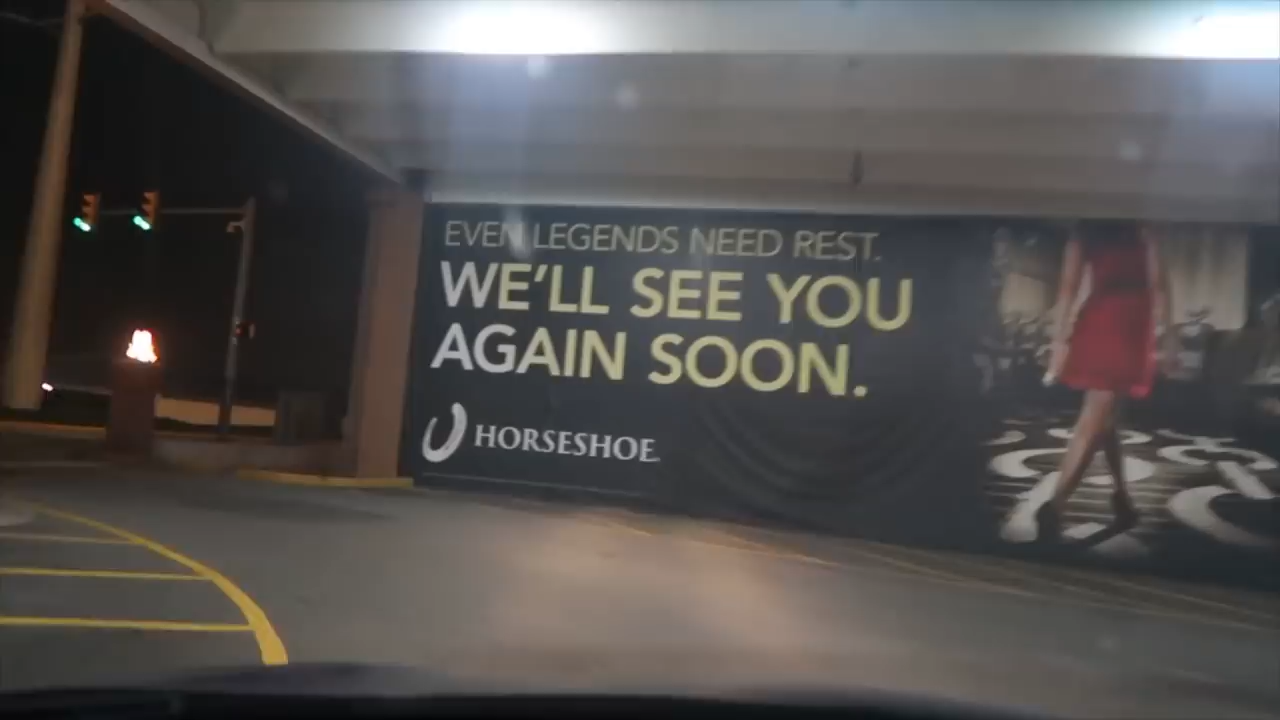 EVEN LEGENDS NEED REST.
WE'LL SEE YOU
AGAIN SOON.
HORSESHOE